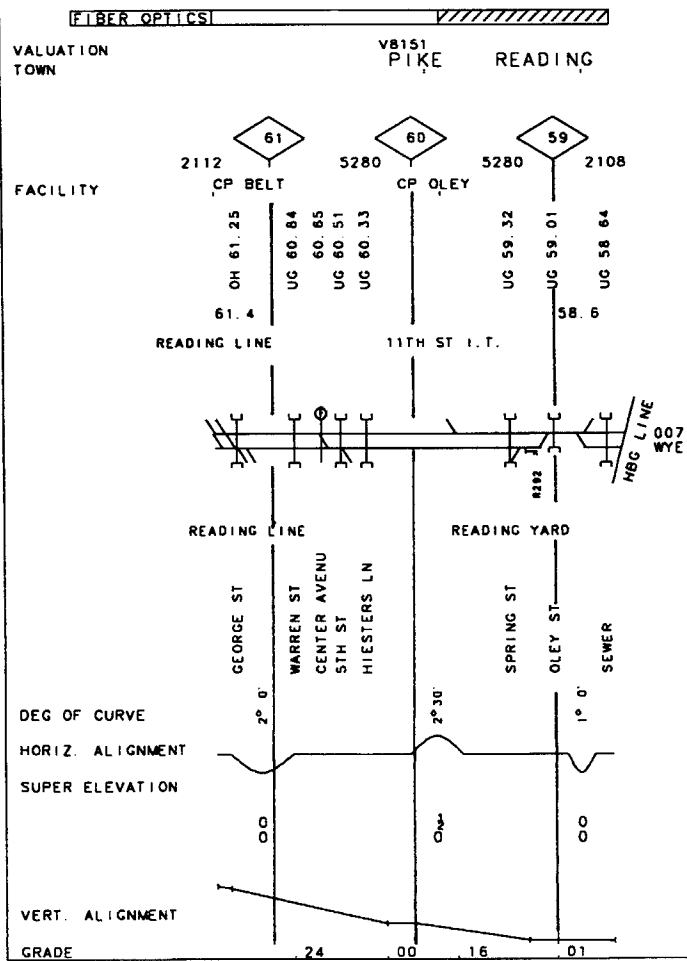 FIBER OPTICS
VALUATION V8151
TOWN PIKE READING
61 60 59
2112 5280 5280 2108
FACILITY CP BELT CP OLEY
OH 61.25
UG 60.84
60.65
UG 60.51
UG 60.33
UG 59.32
UG 59.01
UG 58.64
61.4 58.6
READING LINE 11TH ST I.T.
HBG LINE
007
WYE
R292
READING LINE READING YARD
GEORGE ST
WARREN ST
CENTER AVENU
5TH ST
HIESTERS LN
SPRING ST
OLEY ST
SEWER
DEG OF CURVE 2° 0' 2° 30' 1° 0'
HORIZ. ALIGNMENT
SUPER ELEVATION
0 0
0 0 0
VERT. ALIGNMENT
GRADE .24 .00 .16 .01